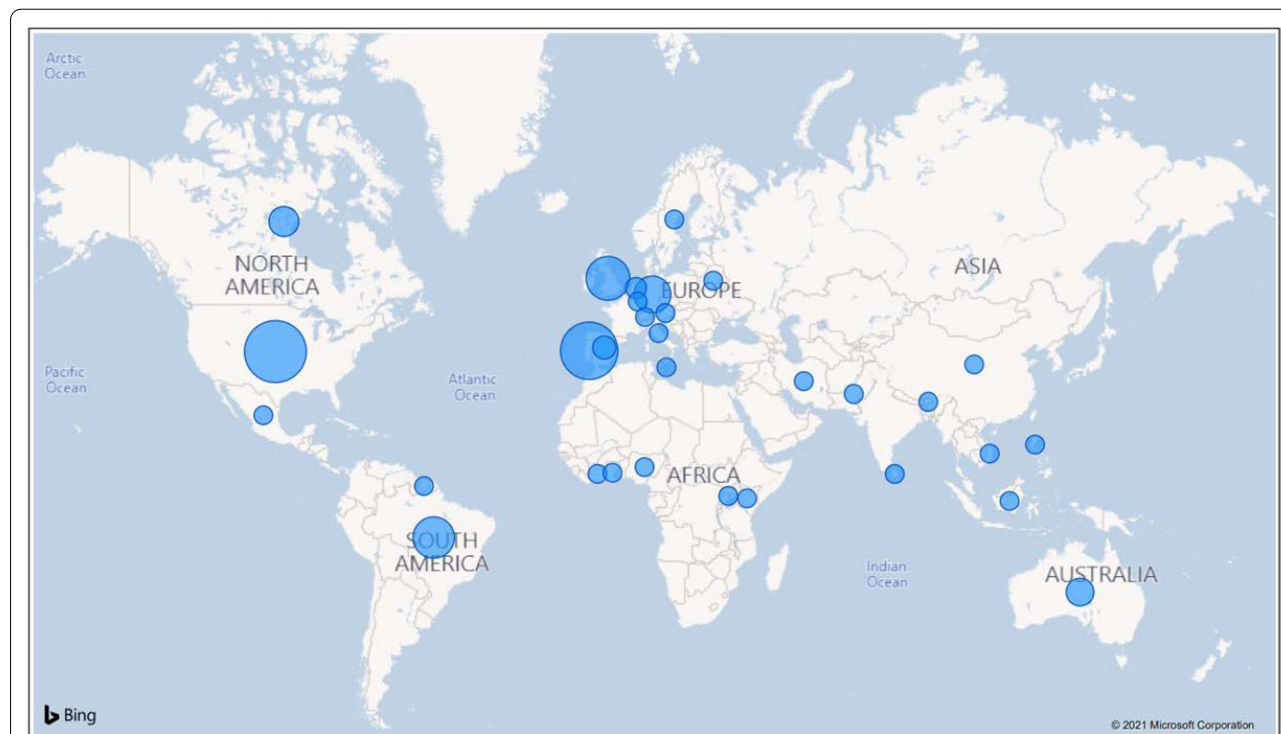 Arctic
Ocean
NORTH
AMERICA
EUROPE
ASIA
Pacific
Ocean
Atlantic
Ocean
AFRICA
SOUTH
AMERICA
Indian
Ocean
AUSTRALIA
Bing
© 2021 Microsoft Corporation